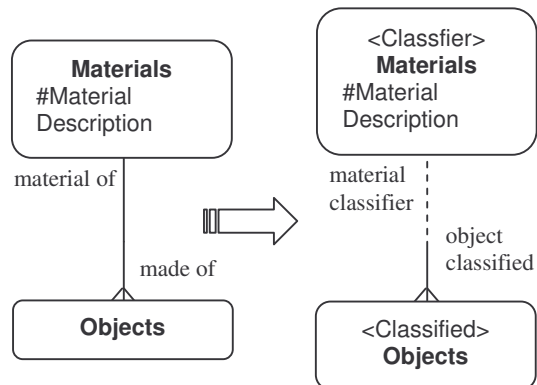 Materials
#Material
Description
material of
made of
Objects
<Classfier>
Materials
#Material
Description
material
classifier
object
classified
<Classified>
Objects